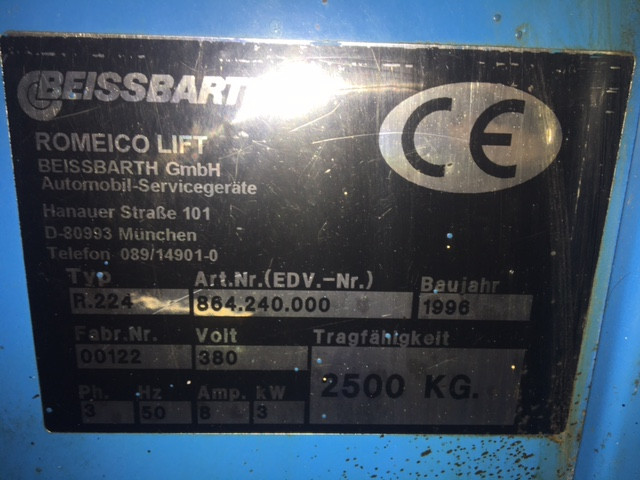 BEISSBARTH
ROMEICO LIFT
BEISSBARTH GmbH
Automobil-Servicegeräte
Hanauer Straße 101
D-80993 München
Telefon 089/14901-0
CE
Typ Art.Nr.(EDV.-Nr.) Baujahr
R.224 864.240.000 1996
Fabr.Nr. Volt Tragfähigkeit
00122 380 2500 KG.
Ph. Hz Amp. kW
3 50 8 3